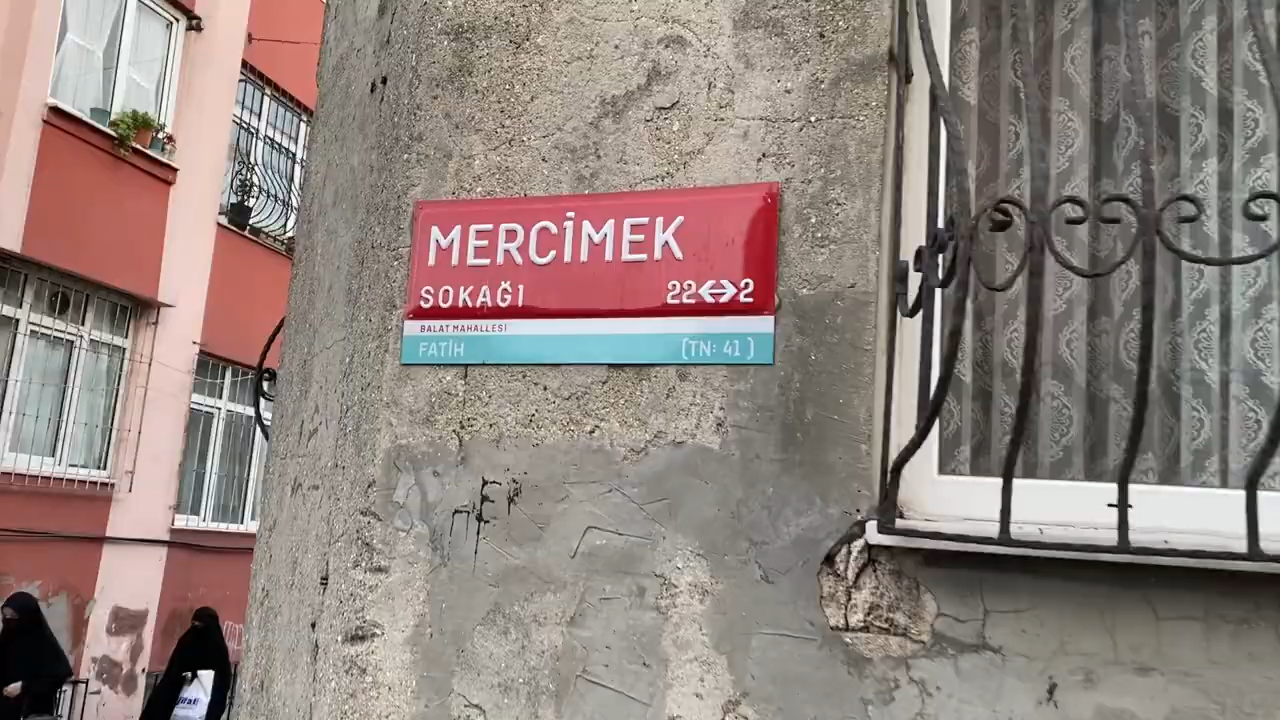 MERCİMEK
SOKAĞI 22↔2
BALAT MAHALLESİ
FATİH (TN: 41 )